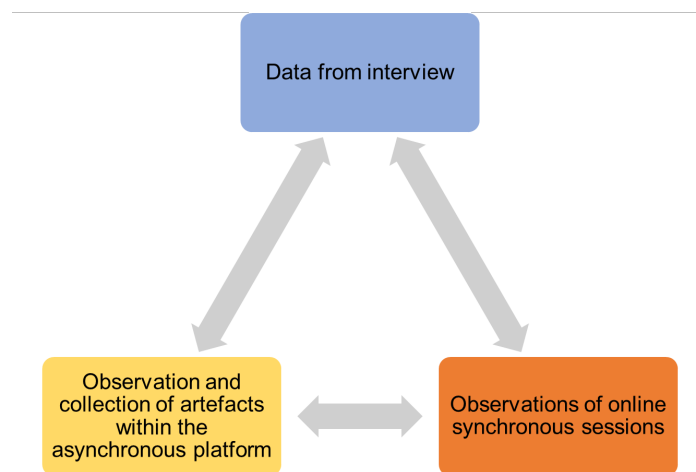 Data from interview
Observation and
collection of artefacts
within the
asynchronous platform
Observations of online
synchronous sessions